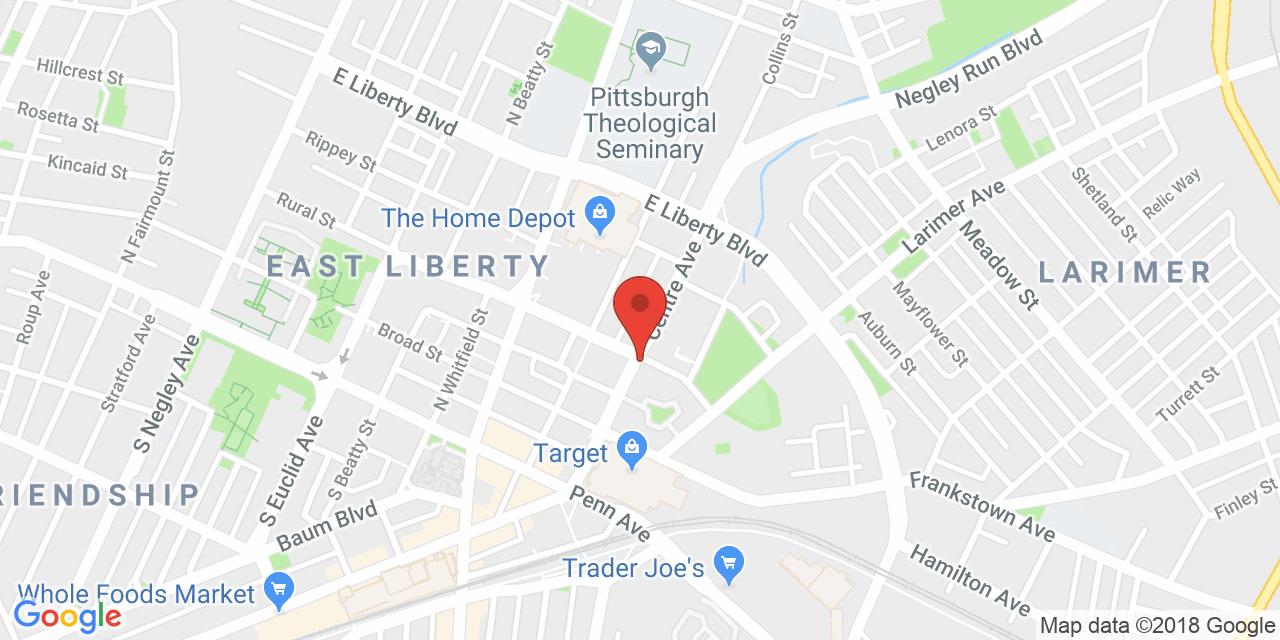 Hillcrest St
Rosetta St
Kincaid St
N Fairmount St
Rippey St
Rural St
E Liberty Blvd
N Beatty St
Pittsburgh
Theological
Seminary
Collins St
Negley Run Blvd
Lenora St
Larimer Ave
Shetland St
Relic Way
Meadow St
LARIMER
The Home Depot
E Liberty Blvd
EAST LIBERTY
Centre Ave
Mayflower St
Auburn St
Turrett St
Roup Ave
Stratford Ave
S Negley Ave
Broad St
N Whitfield St
S Euclid Ave
S Beatty St
Baum Blvd
RIENDSHIP
Target
Penn Ave
Frankstown Ave
Finley St
Hamilton Ave
Trader Joe's
Whole Foods Market
Google
Map data ©2018 Google